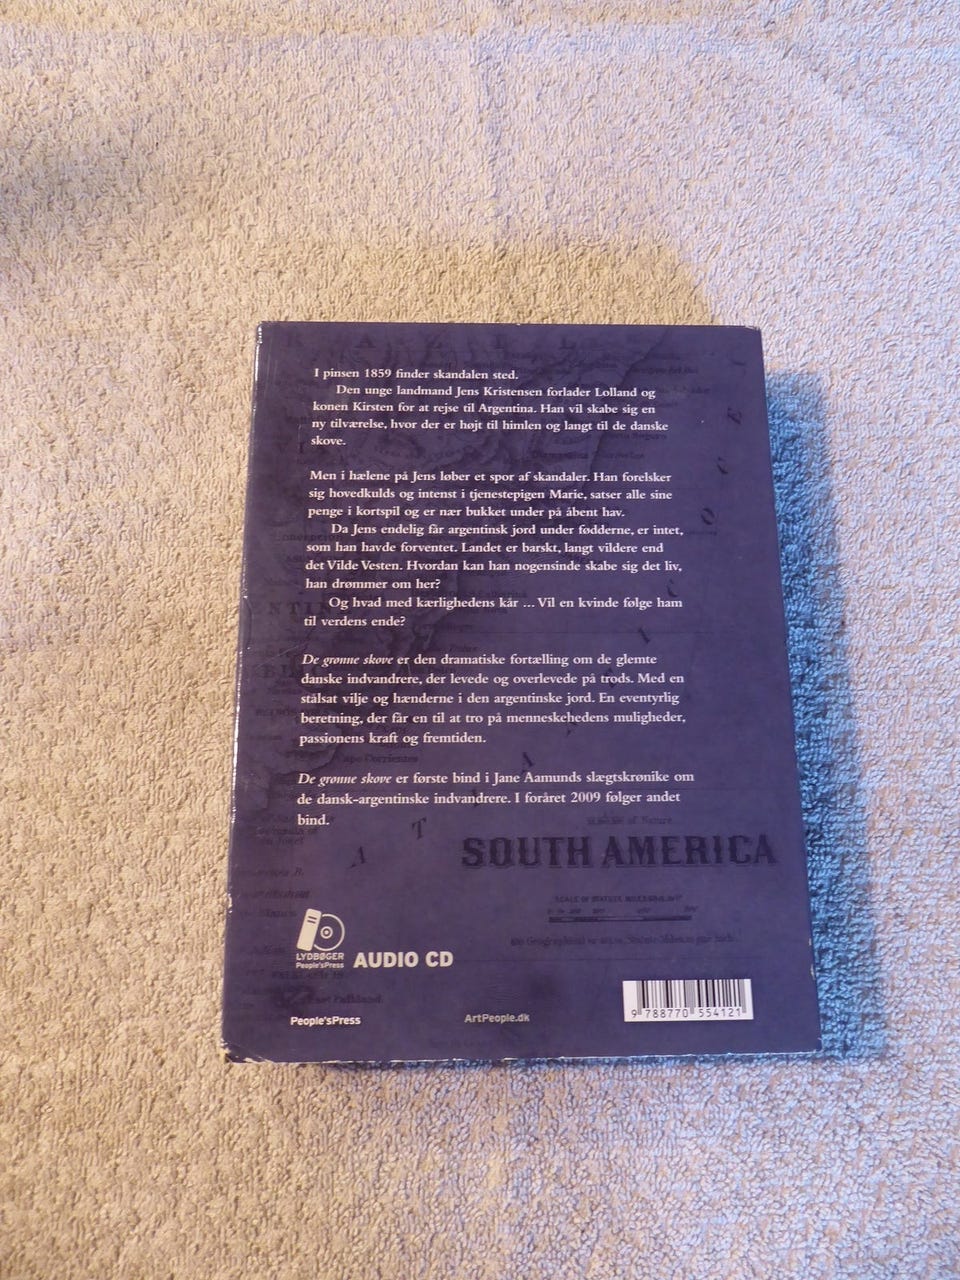 I pinsen 1859 finder skandalen sted.
Den unge landmand Jens Kristensen forlader Lolland og
konen Kirsten for at rejse til Argentina. Han vil skabe sig en
ny tilværelse, hvor der er højt til himlen og langt til de danske
skove.
Men i hælene på Jens løber et spor af skandaler. Han forelsker
sig hovedkulds og intenst i tjenestepigen Marie, satser alle sine
penge i kortspil og er nær bukket under på åbent hav.
Da Jens endelig får argentinsk jord under fødderne, er intet,
som han havde forventet. Landet er barskt, langt vildere end
det Vilde Vesten. Hvordan kan han nogensinde skabe sig det liv,
han drømmer om her?
Og hvad med kærlighedens kår ... Vil en kvinde følge ham
til verdens ende?
De grønne skove er den dramatiske fortælling om de glemte
danske indvandrere, der levede og overlevede på trods. Med en
stålsat vilje og hænderne i den argentinske jord. En eventyrlig
beretning, der får en til at tro på menneskehedens muligheder,
passionens kraft og fremtiden.
De grønne skove er første bind i Jane Aamunds slægtskrønike om
de dansk-argentinske indvandrere. I foråret 2009 følger andet
bind.
SOUTH AMERICA
LYDBØGER
People'sPress
AUDIO CD
People'sPress
ArtPeople.dk
9 788770 554121